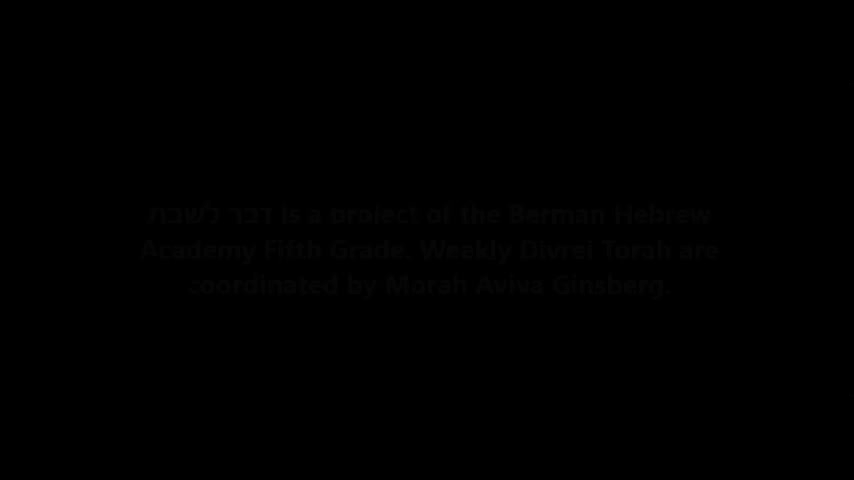 דבר לשבת is a project of the Berman Hebrew
Academy Fifth Grade. Weekly Divrei Torah are
coordinated by Morah Aviva Ginsberg.